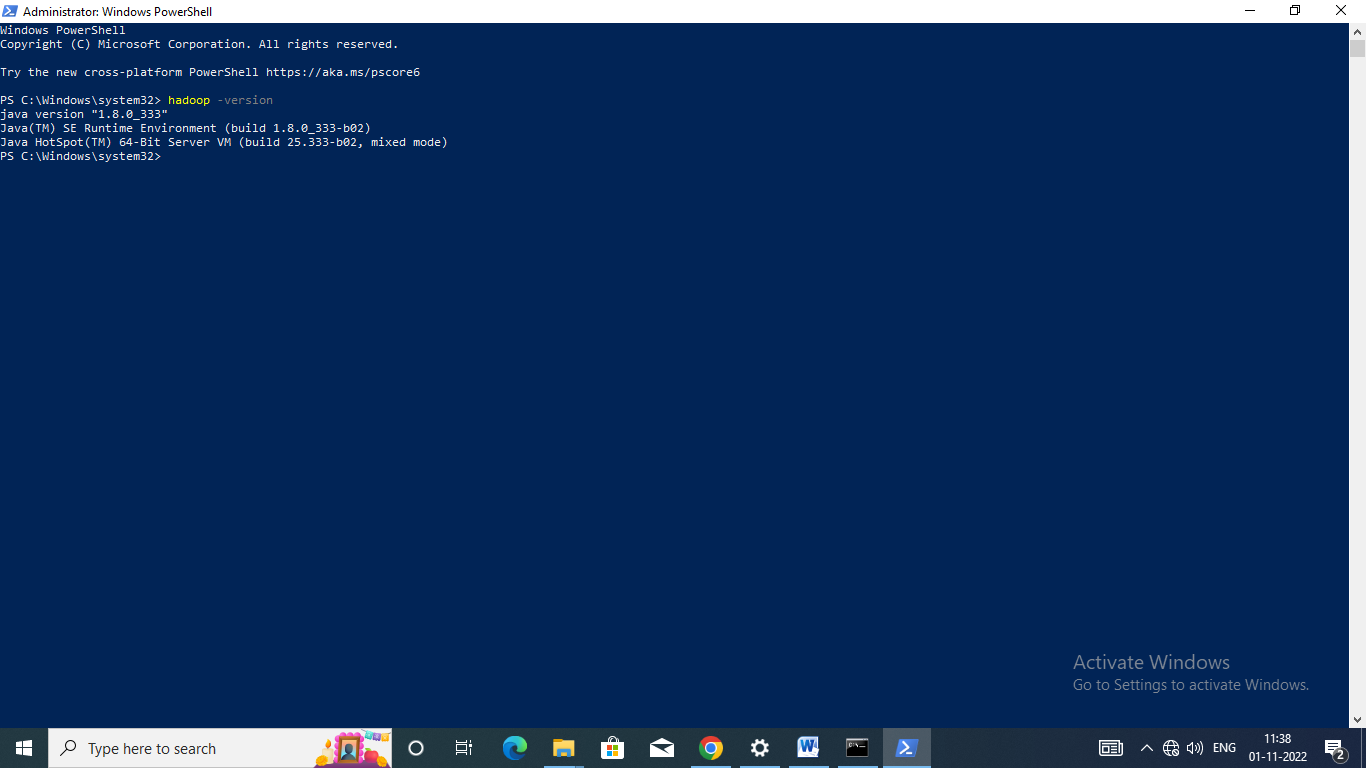 Administrator: Windows PowerShell
Windows PowerShell
Copyright (C) Microsoft Corporation. All rights reserved.
Try the new cross-platform PowerShell https://aka.ms/pscore6
PS C:\Windows\system32> hadoop -version
java version "1.8.0_333"
Java(TM) SE Runtime Environment (build 1.8.0_333-b02)
Java HotSpot(TM) 64-Bit Server VM (build 25.333-b02, mixed mode)
PS C:\Windows\system32>
Activate Windows
Go to Settings to activate Windows.
Type here to search
ENG
11:38
01-11-2022
2